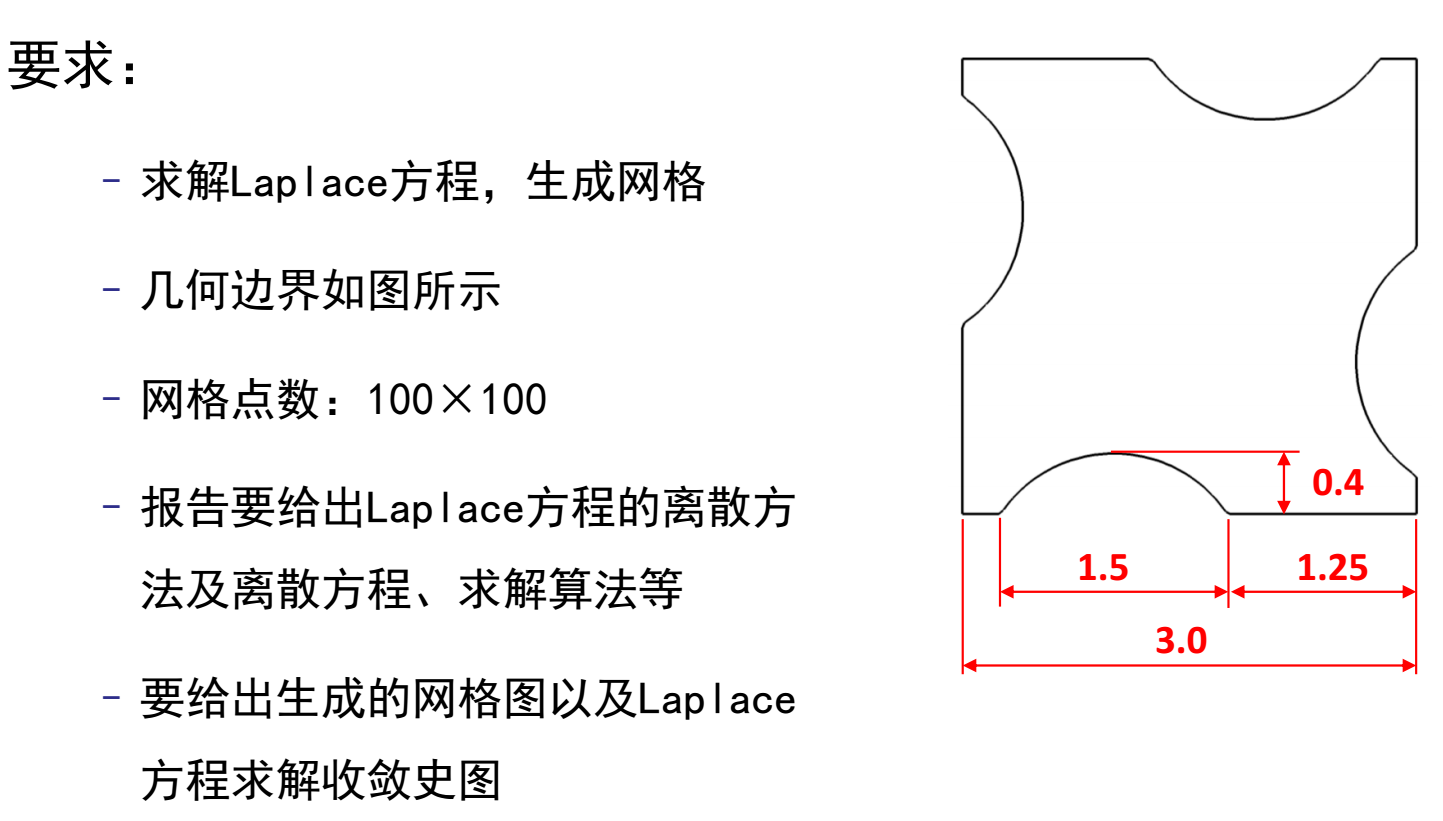 要求：
- 求解Laplace方程，生成网格
- 几何边界如图所示
- 网格点数：100×100
- 报告要给出Laplace方程的离散方
法及离散方程、求解算法等
- 要给出生成的网格图以及Laplace
方程求解收敛史图
0.4
1.5
1.25
3.0